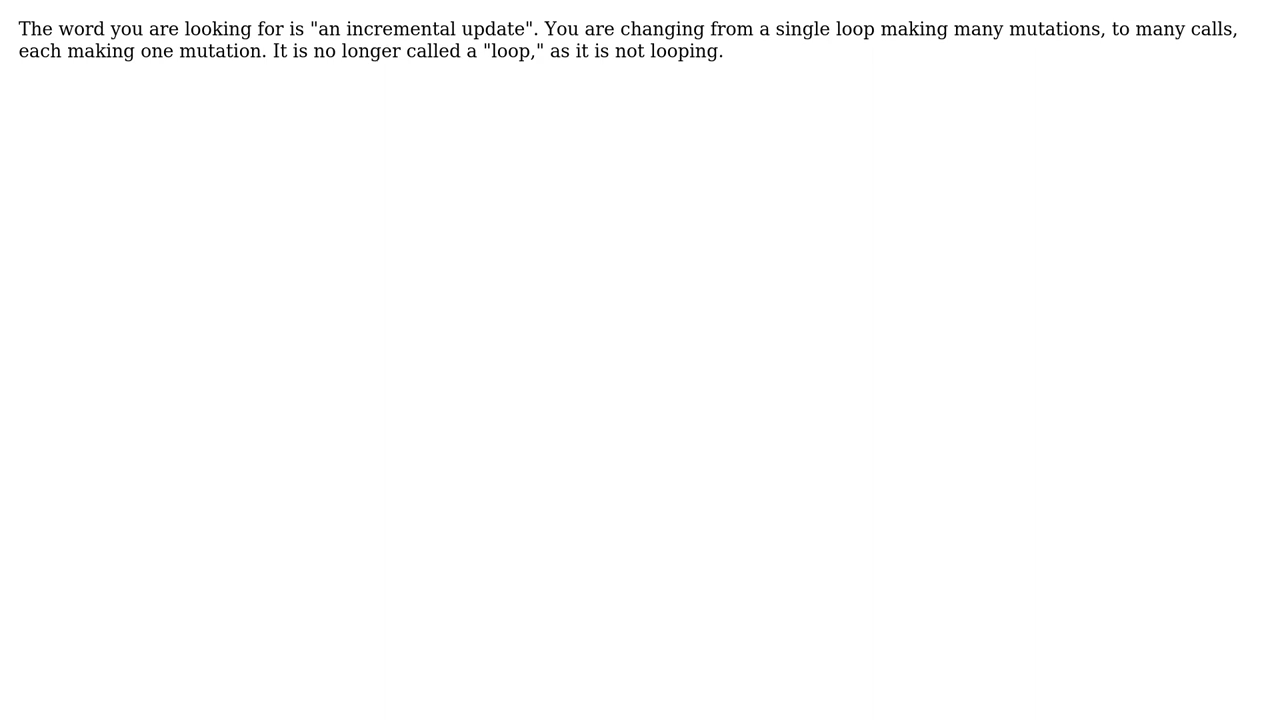 The word you are looking for is "an incremental update". You are changing from a single loop making many mutations, to many calls,
each making one mutation. It is no longer called a "loop," as it is not looping.